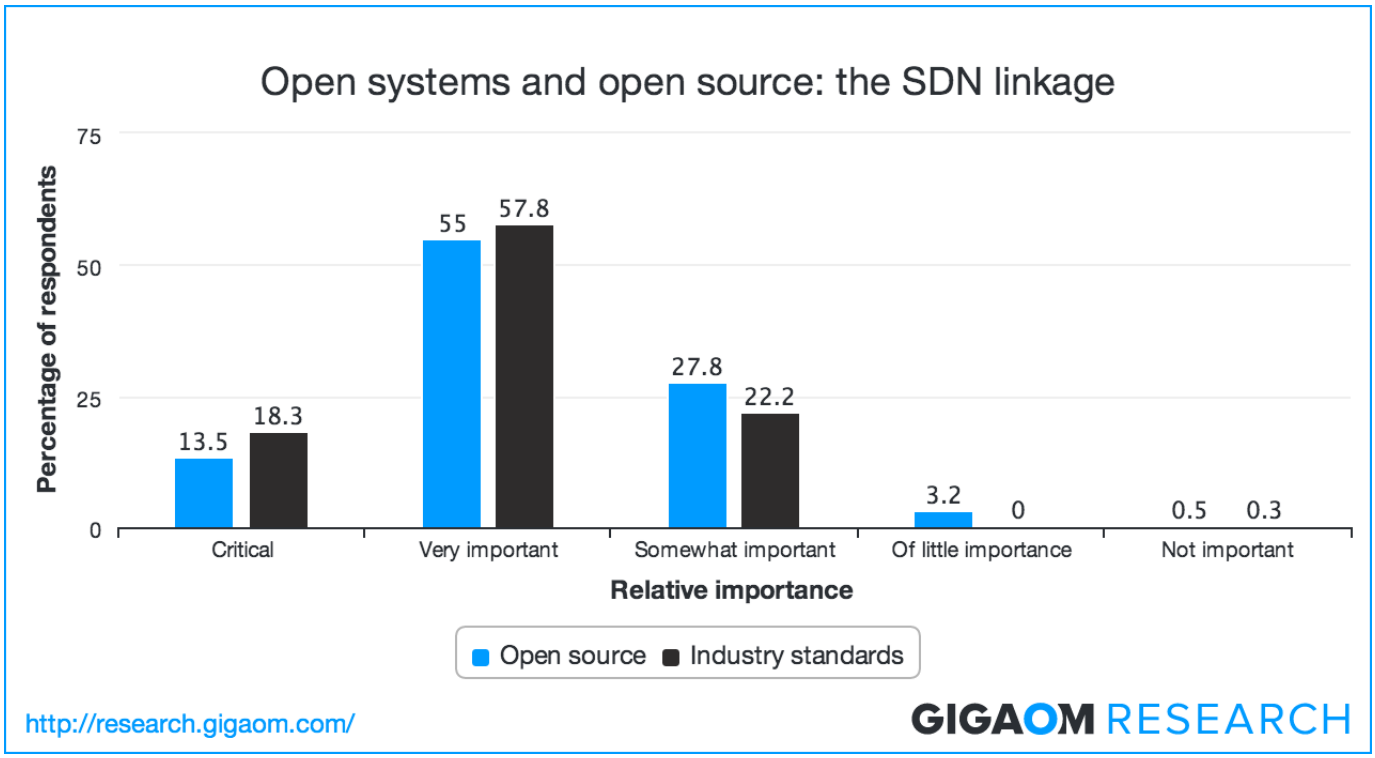 Open systems and open source: the SDN linkage
Percentage of respondents
75
50
25
0
13.5
18.3
55
57.8
27.8
22.2
3.2
0
0.5
0.3
Critical
Very important
Somewhat important
Of little importance
Not important
Relative importance
Open source
Industry standards
http://research.gigaom.com/
GIGAOM RESEARCH